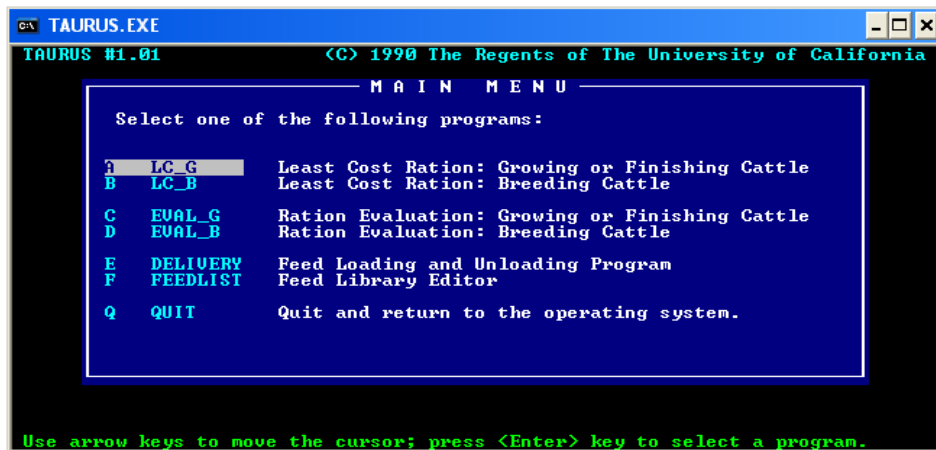 TAURUS.EXE
TAURUS #1.01 (C) 1990 The Regents of The University of California
MAIN MENU
Select one of the following programs:
A LC_G Least Cost Ration: Growing or Finishing Cattle
B LC_B Least Cost Ration: Breeding Cattle
C EVAL_G Ration Evaluation: Growing or Finishing Cattle
D EVAL_B Ration Evaluation: Breeding Cattle
E DELIVERY Feed Loading and Unloading Program
F FEEDLIST Feed Library Editor
Q QUIT Quit and return to the operating system.
Use arrow keys to move the cursor; press <Enter> key to select a program.